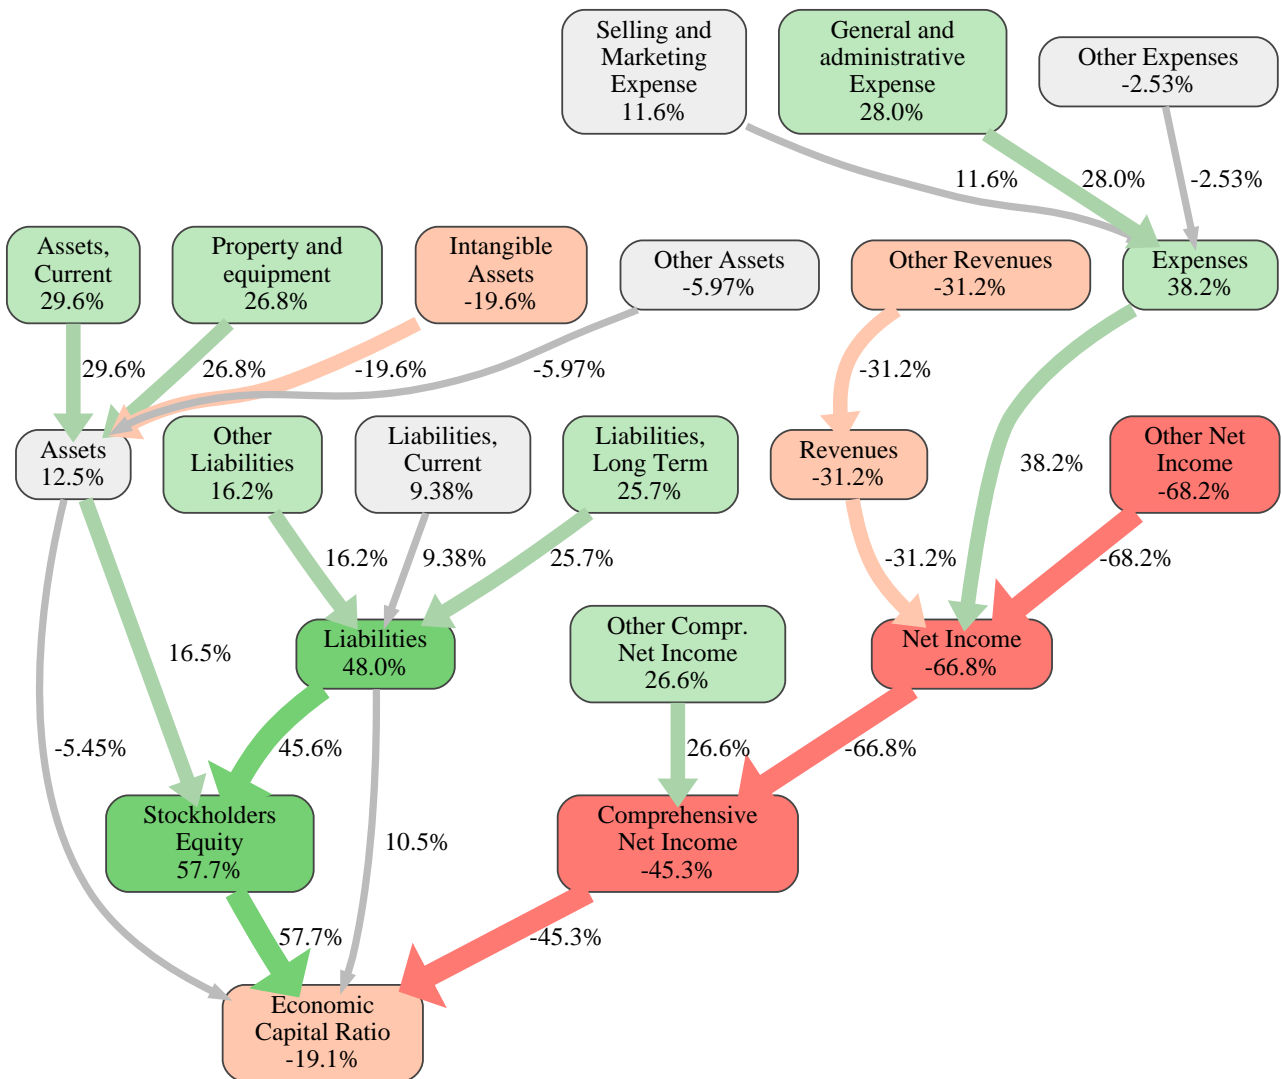 Selling and
Marketing
Expense
11.6%
General and
administrative
Expense
28.0%
Other Expenses
-2.53%
11.6%
28.0%
-2.53%
Assets,
Current
29.6%
Property and
equipment
26.8%
Intangible
Assets
-19.6%
Other Assets
-5.97%
Other Revenues
-31.2%
Expenses
38.2%
29.6%
26.8%
-19.6%
-5.97%
-31.2%
Assets
12.5%
Other
Liabilities
16.2%
Liabilities,
Current
9.38%
Liabilities,
Long Term
25.7%
Revenues
-31.2%
38.2%
Other Net
Income
-68.2%
16.2%
9.38%
25.7%
-31.2%
-68.2%
16.5%
Liabilities
48.0%
Other Compr.
Net Income
26.6%
Net Income
-66.8%
-5.45%
45.6%
26.6%
-66.8%
Stockholders
Equity
57.7%
10.5%
Comprehensive
Net Income
-45.3%
57.7%
-45.3%
Economic
Capital Ratio
-19.1%